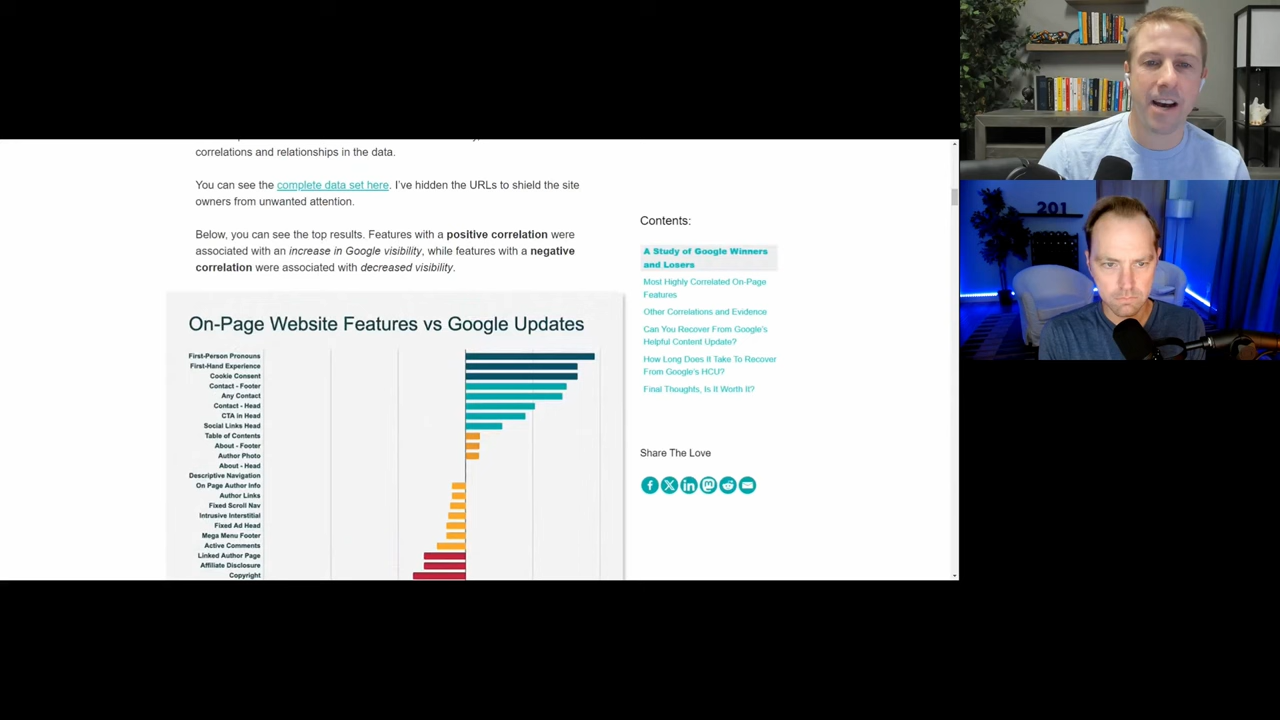 correlations and relationships in the data.
You can see the complete data set here. I've hidden the URLs to shield the site
owners from unwanted attention.
Below, you can see the top results. Features with a positive correlation were
associated with an increase in Google visibility, while features with a negative
correlation were associated with decreased visibility.
On-Page Website Features vs Google Updates
First-Person Pronouns
First-Hand Experience
Cookie Consent
Contact - Footer
Any Contact
Contact - Head
CTA in Head
Social Links Head
Table of Contents
About - Footer
Author Photo
About - Head
Descriptive Navigation
On Page Author Info
Author Links
Fixed Scroll Nav
Intrusive Interstitial
Fixed Ad Head
Mega Menu Footer
Active Comments
Linked Author Page
Affiliate Disclosure
Copyright
Contents:
A Study of Google Winners
and Losers
Most Highly Correlated On-Page
Features
Other Correlations and Evidence
Can You Recover From Google's
Helpful Content Update?
How Long Does It Take To Recover
From Google's HCU?
Final Thoughts, Is It Worth It?
Share The Love
201